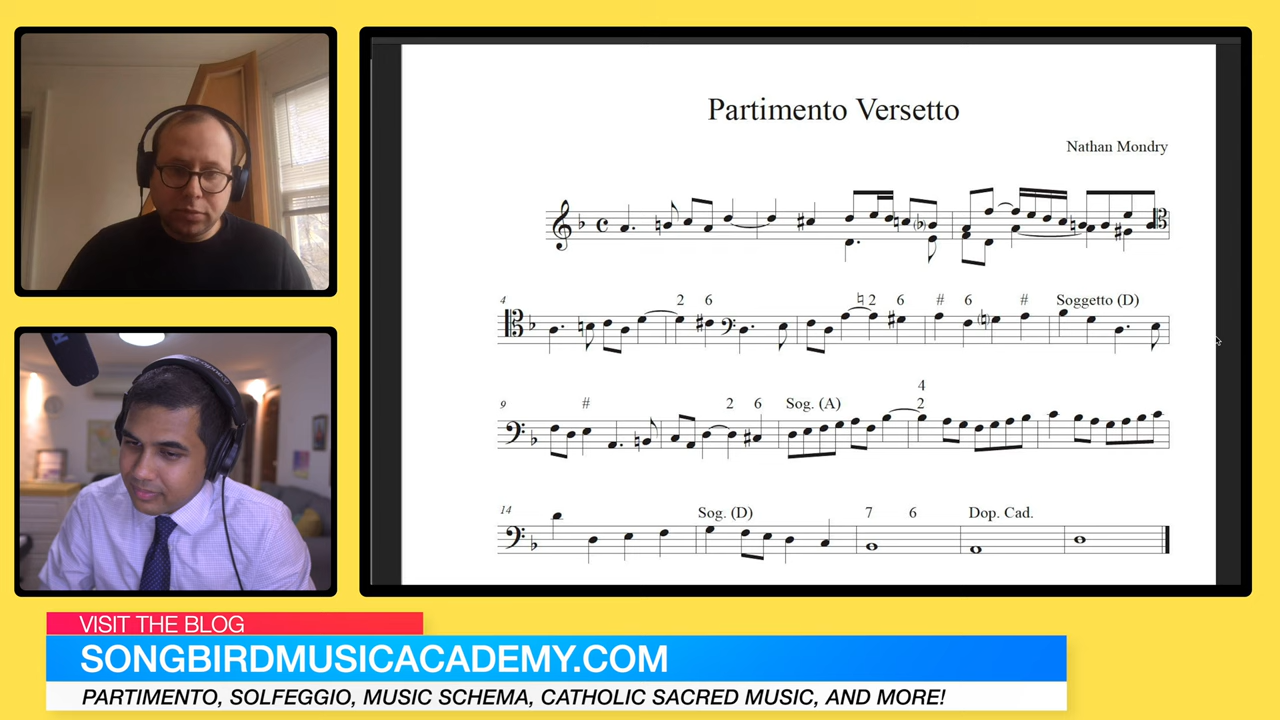 Partimento Versetto
Nathan Mondry
4
2 6
♮2 6 # 6 #
Soggetto (D)
9
#
2 6
Sog. (A)
4
2
14
Sog. (D)
7 6
Dop. Cad.
VISIT THE BLOG
SONGBIRDMUSICACADEMY.COM
PARTIMENTO, SOLFEGGIO, MUSIC SCHEMA, CATHOLIC SACRED MUSIC, AND MORE!